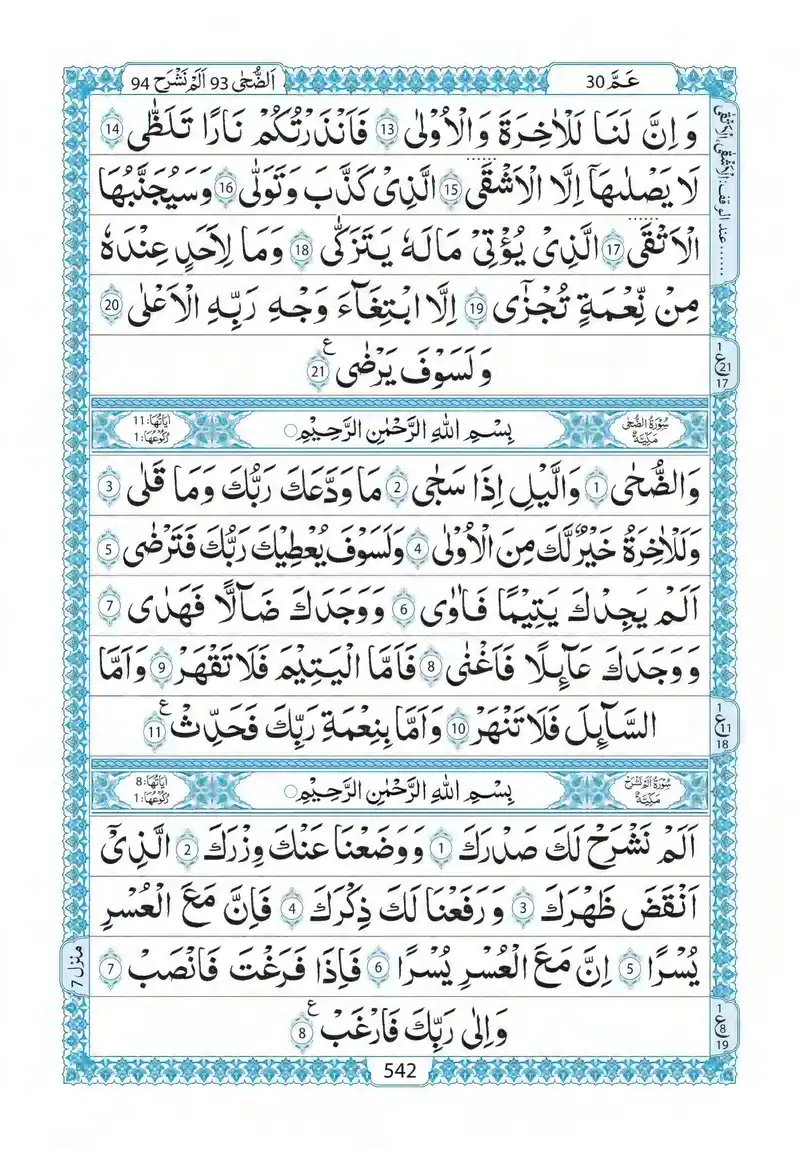 عَمَّ 30
اَلضُّحٰی 93 اَلَمْ نَشْرَحْ 94
وَ اِنَّ لَنَا لَلْاٰخِرَةَ وَالْاُوْلٰی ⑬ فَاَنْذَرْتُكُمْ نَارًا تَلَظّٰی ⑭
لَا یَصْلٰىهَاۤ اِلَّا الْاَشْقَی ⑮ الَّذِیْ كَذَّبَ وَ تَوَلّٰی ⑯ وَ سَیُجَنَّبُهَا
الْاَتْقَی ⑰ الَّذِیْ یُؤْتِیْ مَالَهٗ یَتَزَكّٰی ⑱ وَ مَا لِاَحَدٍ عِنْدَهٗ
مِنْ نِّعْمَةٍ تُجْزٰۤی ⑲ اِلَّا ابْتِغَآءَ وَجْهِ رَبِّهِ الْاَعْلٰی ⑳
وَ لَسَوْفَ یَرْضٰی ㉑ ع
عند الوقف: اَلْاَشْقٰی، اَلْاَتْقٰی
1
ع 21
17
سُوْرَةُ الضُّحٰی
مَكِّیَّةٌ
بِسْمِ اللّٰهِ الرَّحْمٰنِ الرَّحِیْمِ
اٰیَاتُهَا: 11
رُكُوْعُهَا: 1
وَالضُّحٰی ① وَالَّیْلِ اِذَا سَجٰی ② مَا وَدَّعَكَ رَبُّكَ وَمَا قَلٰی ③
وَلَلْاٰخِرَةُ خَیْرٌ لَّكَ مِنَ الْاُوْلٰی ④ وَلَسَوْفَ یُعْطِیْكَ رَبُّكَ فَتَرْضٰی ⑤
اَلَمْ یَجِدْكَ یَتِیْمًا فَاٰوٰی ⑥ وَ وَجَدَكَ ضَآلًّا فَهَدٰی ⑦
وَ وَجَدَكَ عَآئِلًا فَاَغْنٰی ⑧ فَاَمَّا الْیَتِیْمَ فَلَا تَقْهَرْ ⑨ وَ اَمَّا
السَّآئِلَ فَلَا تَنْهَرْ ⑩ وَ اَمَّا بِنِعْمَةِ رَبِّكَ فَحَدِّثْ ⑪ ع
1
ع 11
18
سُوْرَةُ اَلَمْ نَشْرَحْ
مَكِّیَّةٌ
بِسْمِ اللّٰهِ الرَّحْمٰنِ الرَّحِیْمِ
اٰیَاتُهَا: 8
رُكُوْعُهَا: 1
اَلَمْ نَشْرَحْ لَكَ صَدْرَكَ ① وَ وَضَعْنَا عَنْكَ وِزْرَكَ ② الَّذِیْۤ
اَنْقَضَ ظَهْرَكَ ③ وَ رَفَعْنَا لَكَ ذِكْرَكَ ④ فَاِنَّ مَعَ الْعُسْرِ
یُسْرًا ⑤ اِنَّ مَعَ الْعُسْرِ یُسْرًا ⑥ فَاِذَا فَرَغْتَ فَانْصَبْ ⑦
وَ اِلٰی رَبِّكَ فَارْغَبْ ⑧ ع
منزل 7
1
ع 8
19
542